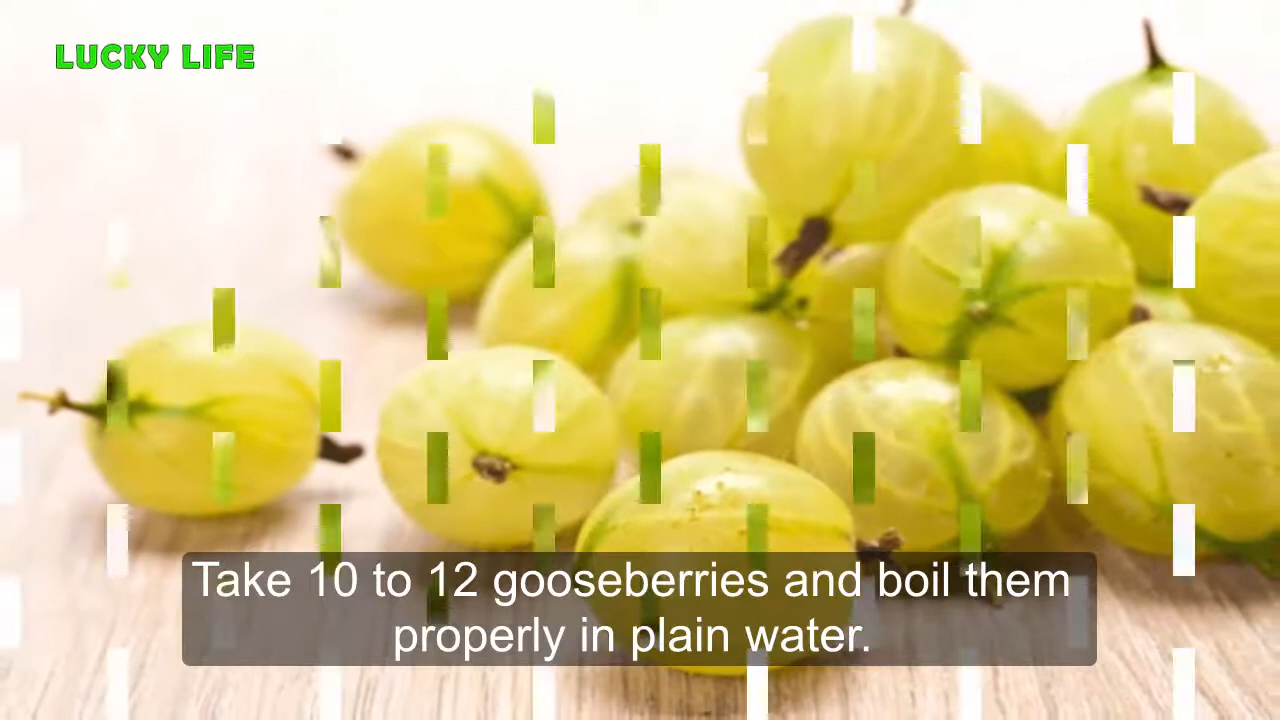 LUCKY LIFE
Take 10 to 12 gooseberries and boil them
properly in plain water.